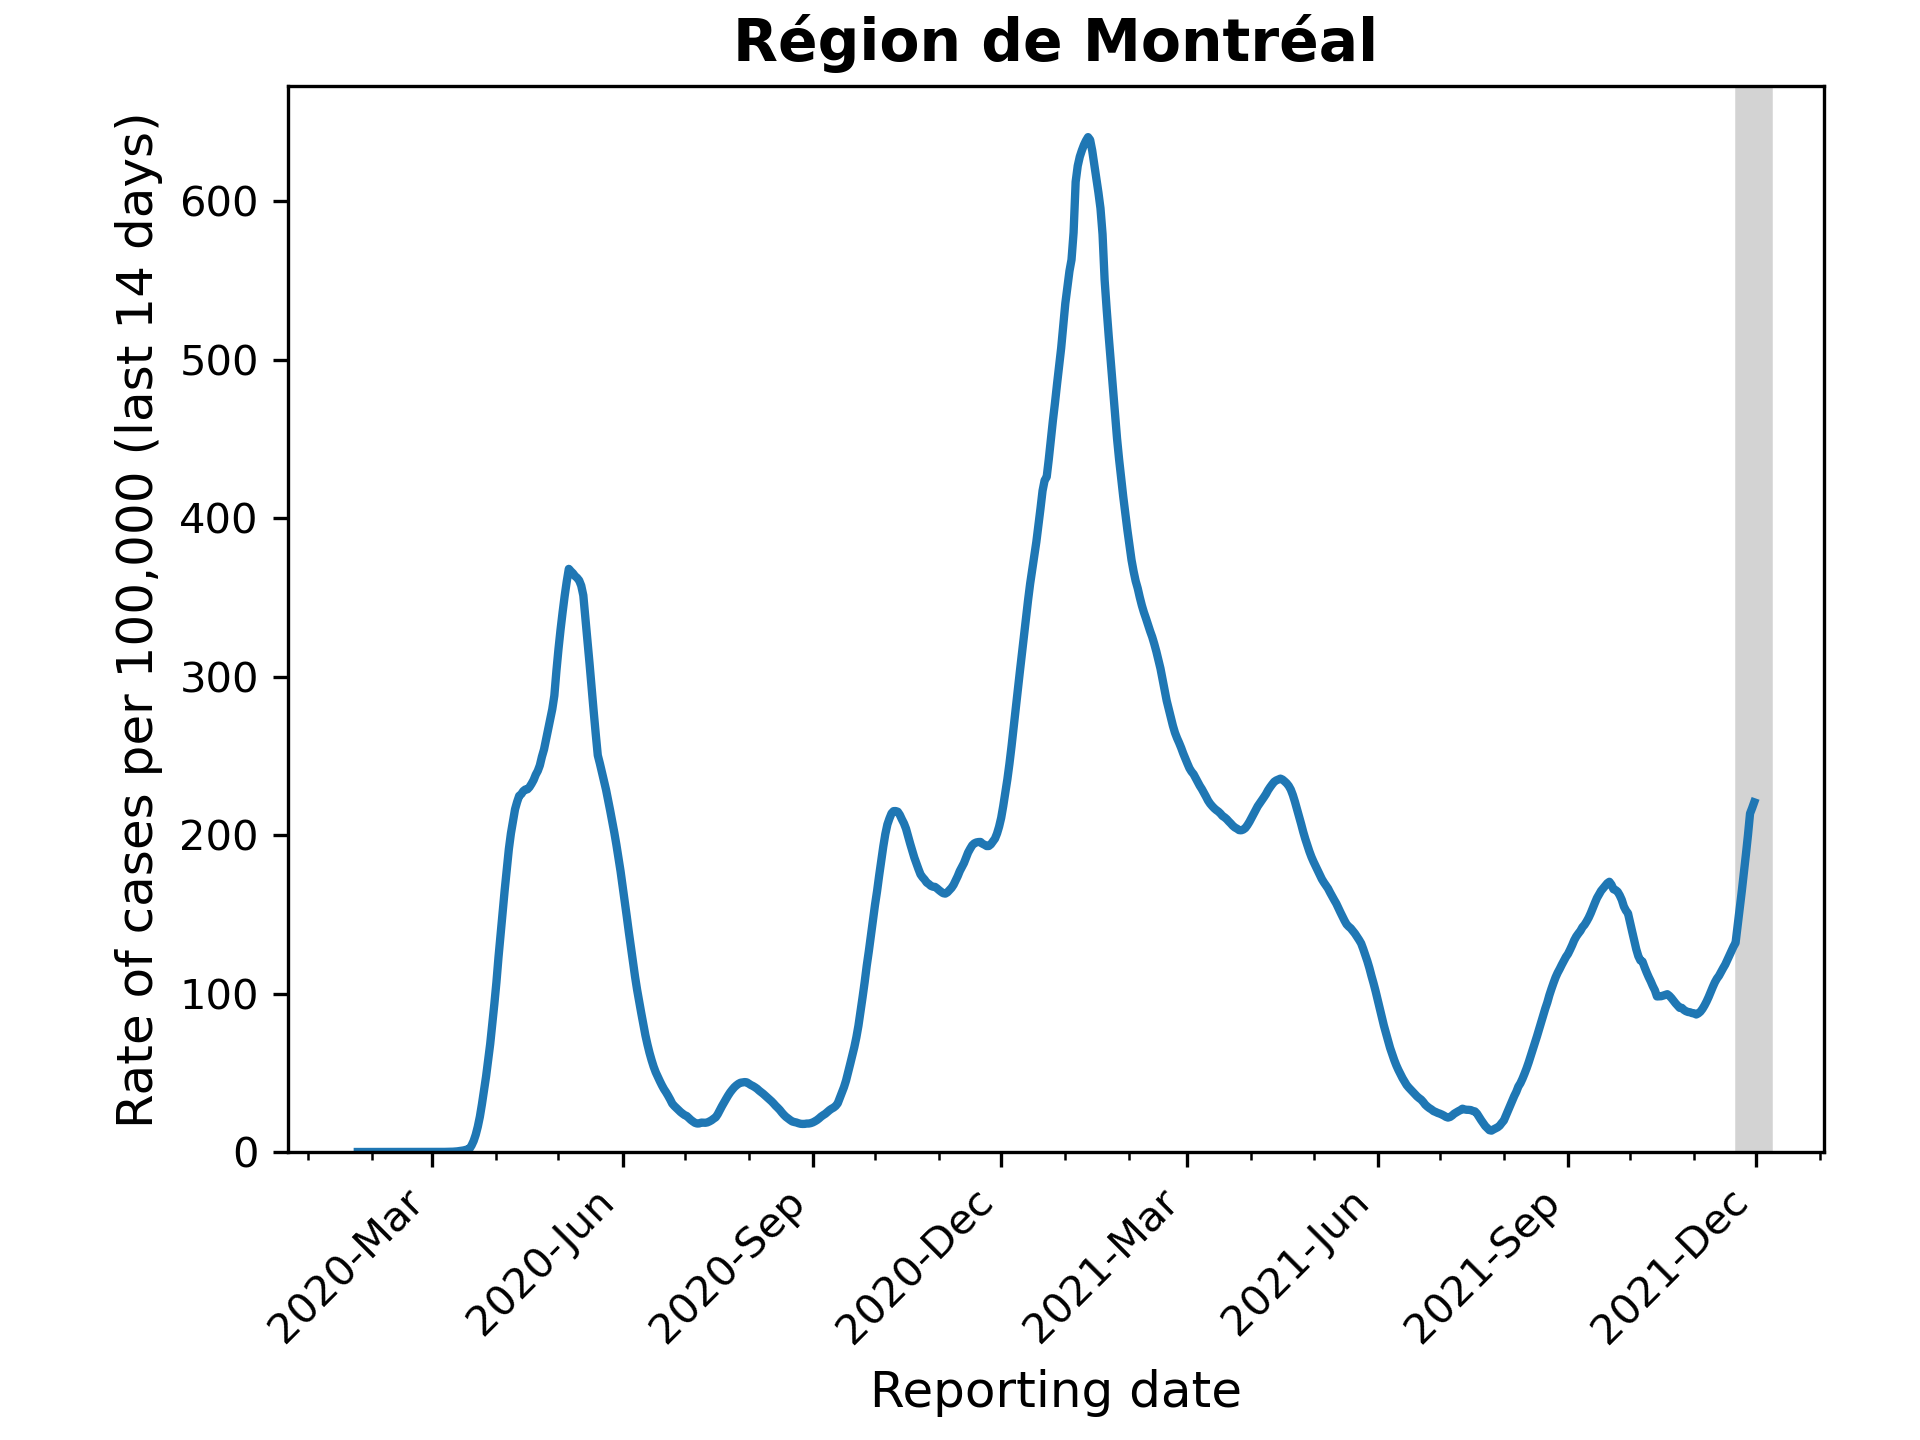 Région de Montréal
Rate of cases per 100,000 (last 14 days)
600
500
400
300
200
100
0
2020-Mar
2020-Jun
2020-Sep
2020-Dec
2021-Mar
2021-Jun
2021-Sep
2021-Dec
Reporting date